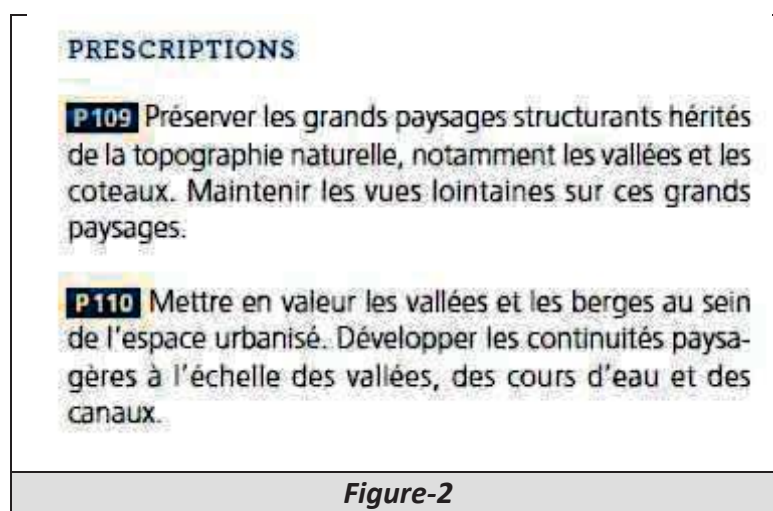 PRESCRIPTIONS
P109 Préserver les grands paysages structurants hérités
de la topographie naturelle, notamment les vallées et les
coteaux. Maintenir les vues lointaines sur ces grands
paysages.
P110 Mettre en valeur les vallées et les berges au sein
de l'espace urbanisé. Développer les continuités paysa-
gères à l'échelle des vallées, des cours d'eau et des
canaux.
Figure-2